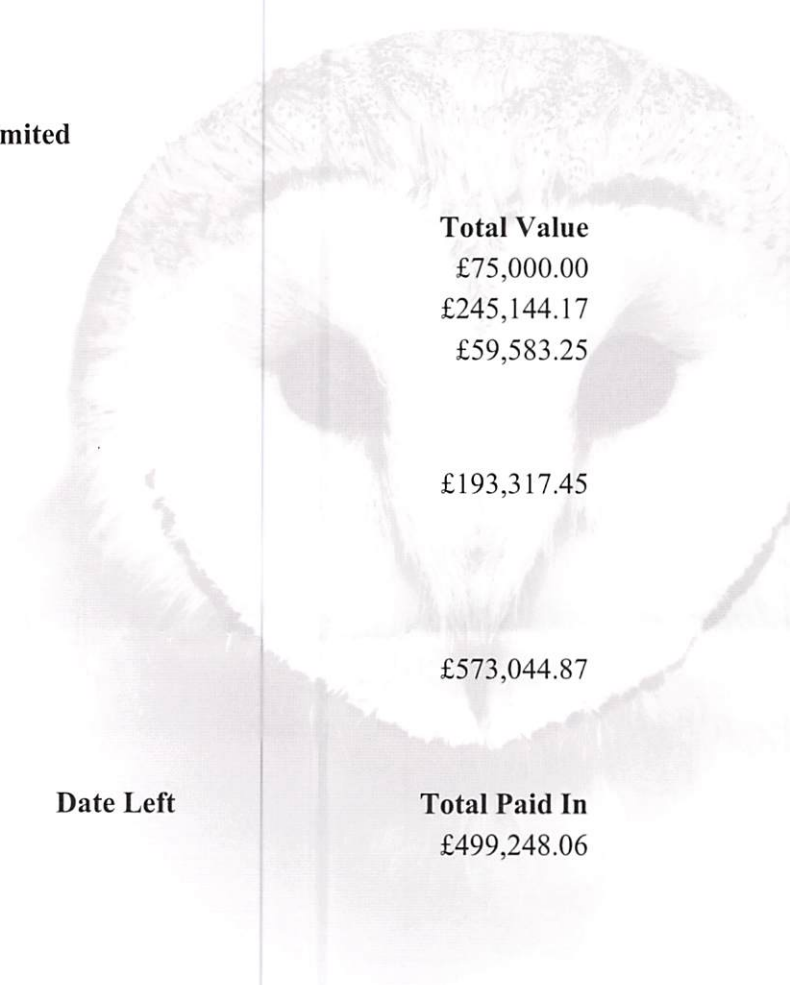 mited
Total Value
£75,000.00
£245,144.17
£59,583.25
£193,317.45
£573,044.87
Date Left Total Paid In
£499,248.06